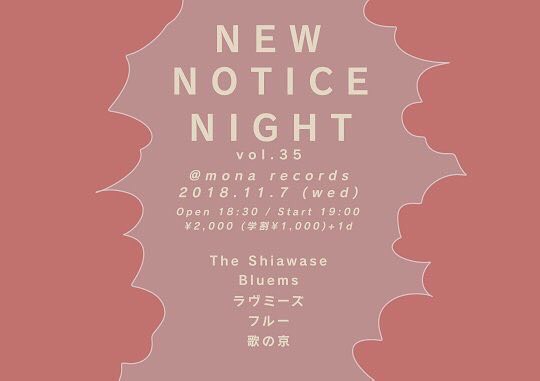 NEW
NOTICE
NIGHT
vol.35
@mona records
2018.11.7 (wed)
Open 18:30 / Start 19:00
¥2,000 (学割¥1,000)+1d
The Shiawase
Bluems
ラヴミーズ
フルー
歌の京